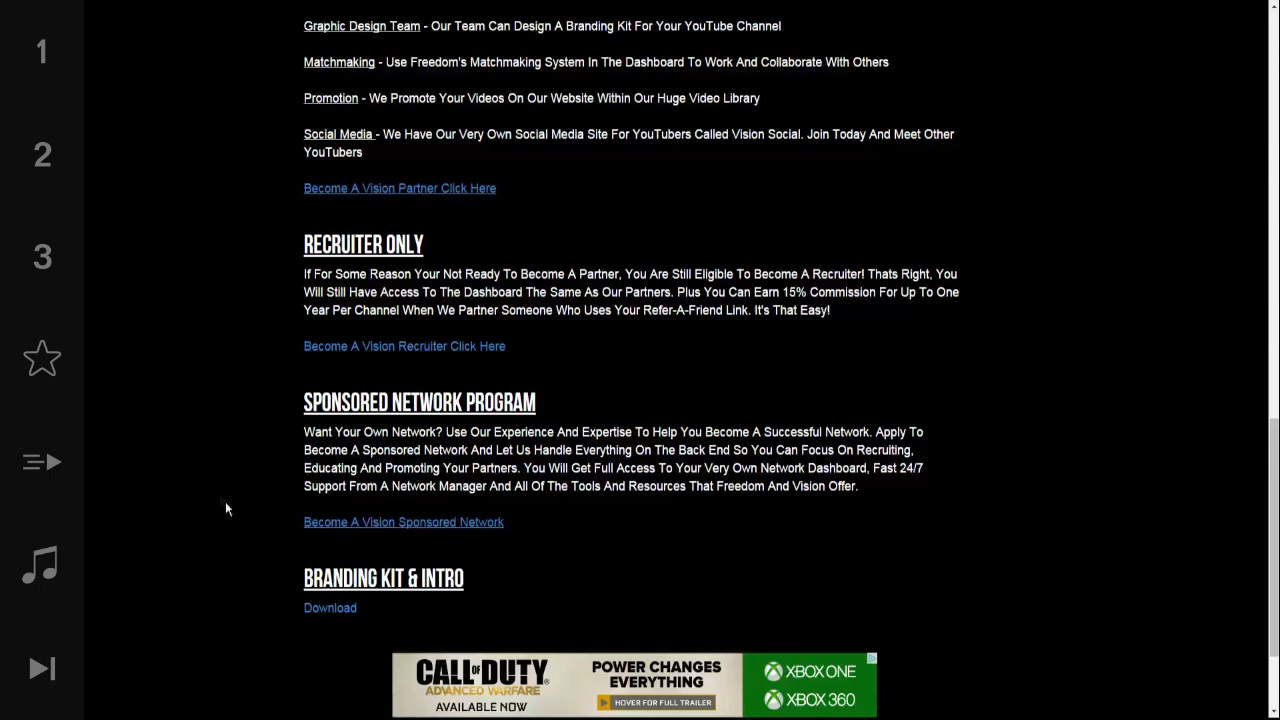 1
Graphic Design Team - Our Team Can Design A Branding Kit For Your YouTube Channel
Matchmaking - Use Freedom's Matchmaking System In The Dashboard To Work And Collaborate With Others
2
Promotion - We Promote Your Videos On Our Website Within Our Huge Video Library
Social Media - We Have Our Very Own Social Media Site For YouTubers Called Vision Social. Join Today And Meet Other
YouTubers
Become A Vision Partner Click Here
3
RECRUITER ONLY
If For Some Reason Your Not Ready To Become A Partner, You Are Still Eligible To Become A Recruiter! Thats Right, You
Will Still Have Access To The Dashboard The Same As Our Partners. Plus You Can Earn 15% Commission For Up To One
Year Per Channel When We Partner Someone Who Uses Your Refer-A-Friend Link. It's That Easy!
Become A Vision Recruiter Click Here
SPONSORED NETWORK PROGRAM
Want Your Own Network? Use Our Experience And Expertise To Help You Become A Successful Network. Apply To
Become A Sponsored Network And Let Us Handle Everything On The Back End So You Can Focus On Recruiting,
Educating And Promoting Your Partners. You Will Get Full Access To Your Very Own Network Dashboard, Fast 24/7
Support From A Network Manager And All Of The Tools And Resources That Freedom And Vision Offer.
Become A Vision Sponsored Network
BRANDING KIT & INTRO
Download
CALL OF DUTY
ADVANCED WARFARE
AVAILABLE NOW
POWER CHANGES
EVERYTHING
HOVER FOR FULL TRAILER
XBOX ONE
XBOX 360